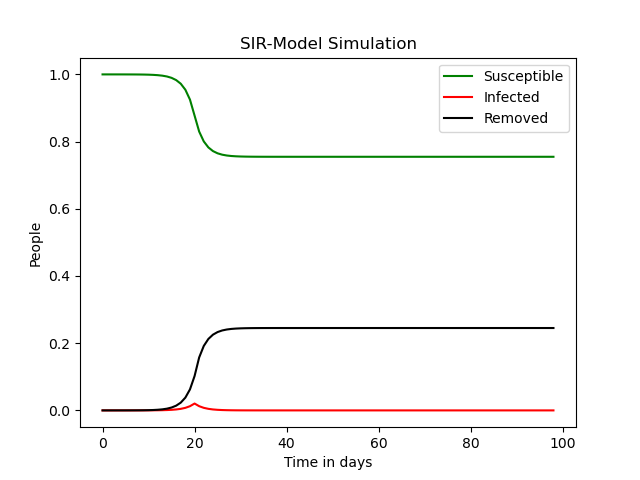 SIR-Model Simulation
Susceptible
Infected
Removed
People
1.0
0.8
0.6
0.4
0.2
0.0
0 20 40 60 80 100
Time in days